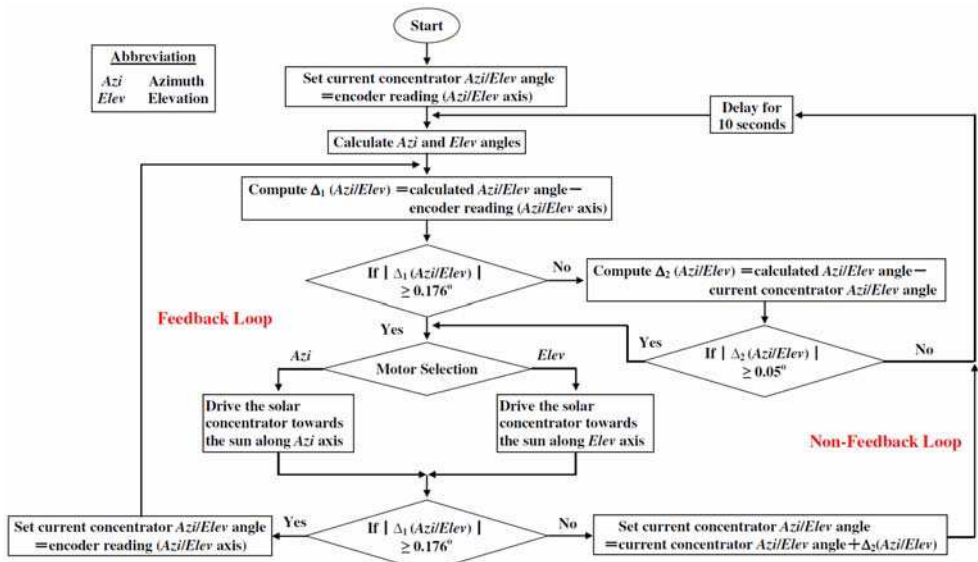 Start
Abbreviation
Azi Azimuth
Elev Elevation
Set current concentrator Azi/Elev angle
=encoder reading (Azi/Elev axis)
Delay for
10 seconds
Calculate Azi and Elev angles
Compute Δ₁ (Azi/Elev) =calculated Azi/Elev angle−
encoder reading (Azi/Elev axis)
If | Δ₁ (Azi/Elev) |
≥ 0.176°
No
Compute Δ₂ (Azi/Elev) =calculated Azi/Elev angle−
current concentrator Azi/Elev angle
Feedback Loop
Yes
Yes
If | Δ₂ (Azi/Elev) |
≥ 0.05°
No
Azi
Motor Selection
Elev
Drive the solar
concentrator towards
the sun along Azi axis
Drive the solar
concentrator towards
the sun along Elev axis
Non-Feedback Loop
Set current concentrator Azi/Elev angle
=encoder reading (Azi/Elev axis)
Yes
If | Δ₁ (Azi/Elev) |
≥ 0.176°
No
Set current concentrator Azi/Elev angle
=current concentrator Azi/Elev angle+Δ₂(Azi/Elev)